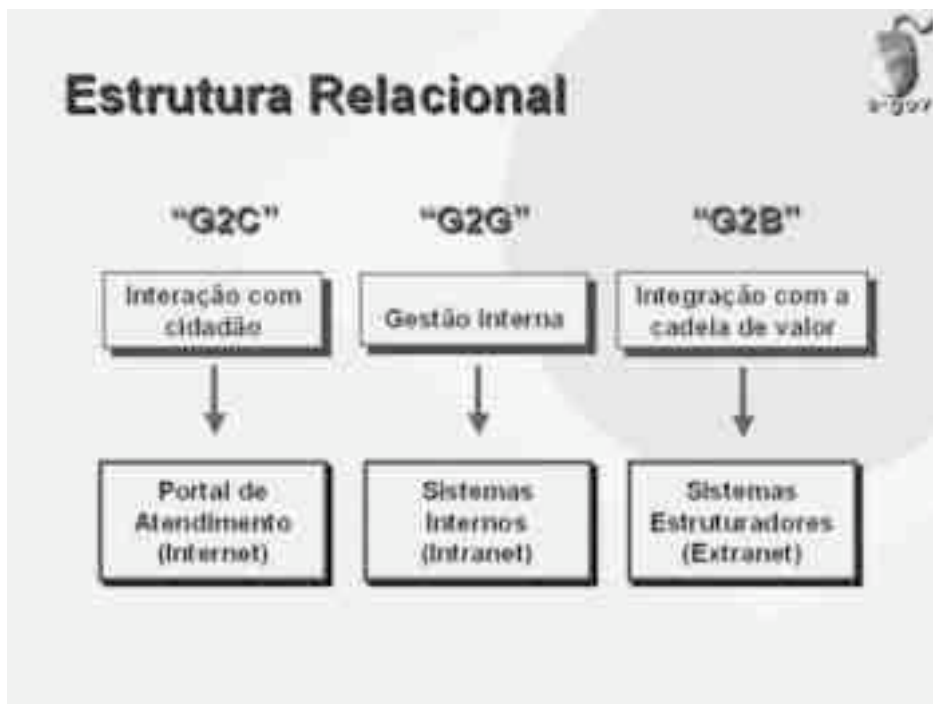 Estrutura Relacional
e-gov
“G2C”
“G2G”
“G2B”
Interação com
cidadão
Gestão Interna
Integração com a
cadeia de valor
Portal de
Atendimento
(Internet)
Sistemas
Internos
(Intranet)
Sistemas
Estruturadores
(Extranet)